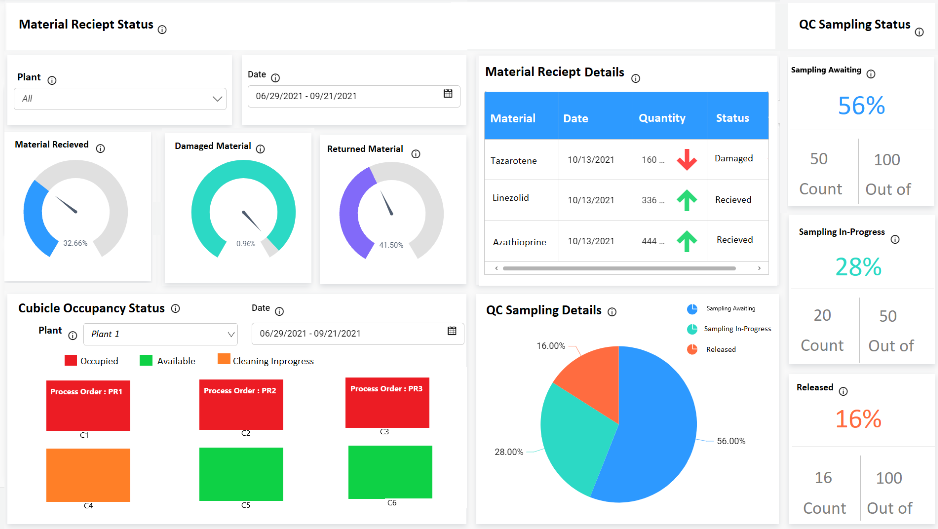 Material Reciept Status
QC Sampling Status
Plant
All
Date
06/29/2021 - 09/21/2021
Material Recieved
32.66%
Damaged Material
0.96%
Returned Material
41.50%
Material Reciept Details
Material Date Quantity Status
Tazarotene 10/13/2021 160 ... Damaged
Linezolid 10/13/2021 336 ... Recieved
Azathioprine 10/13/2021 444 ... Recieved
Sampling Awaiting
56%
50 100
Count Out of
Sampling In-Progress
28%
20 50
Count Out of
Released
16%
16 100
Count Out of
Cubicle Occupancy Status
Plant
Plant 1
Date
06/29/2021 - 09/21/2021
Occupied Available Cleaning Inprogress
Process Order : PR1 Process Order : PR2 Process Order : PR3
C1 C2 C3
C4 C5 C6
QC Sampling Details
Sampling Awaiting
Sampling In-Progress
Released
16.00%
28.00%
56.00%